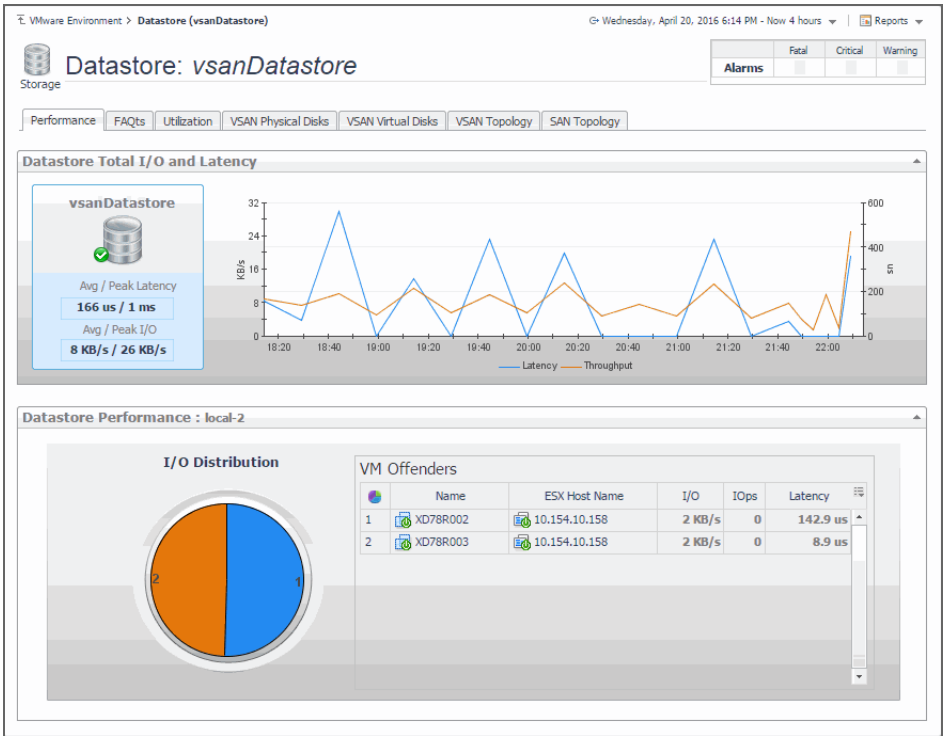 VMware Environment > Datastore (vsanDatastore)
Wednesday, April 20, 2016 6:14 PM - Now 4 hours
Reports
Storage
Datastore: vsanDatastore
Fatal Critical Warning
Alarms
Performance FAQts Utilization VSAN Physical Disks VSAN Virtual Disks VSAN Topology SAN Topology
Datastore Total I/O and Latency
vsanDatastore
Avg / Peak Latency
166 us / 1 ms
Avg / Peak I/O
8 KB/s / 26 KB/s
32
24
16
8
0
KB/s
600
400
200
0
us
18:20 18:40 19:00 19:20 19:40 20:00 20:20 20:40 21:00 21:20 21:40 22:00
Latency Throughput
Datastore Performance : local-2
I/O Distribution
2 1
VM Offenders
Name ESX Host Name I/O IOps Latency
1 XD78R002 10.154.10.158 2 KB/s 0 142.9 us
2 XD78R003 10.154.10.158 2 KB/s 0 8.9 us